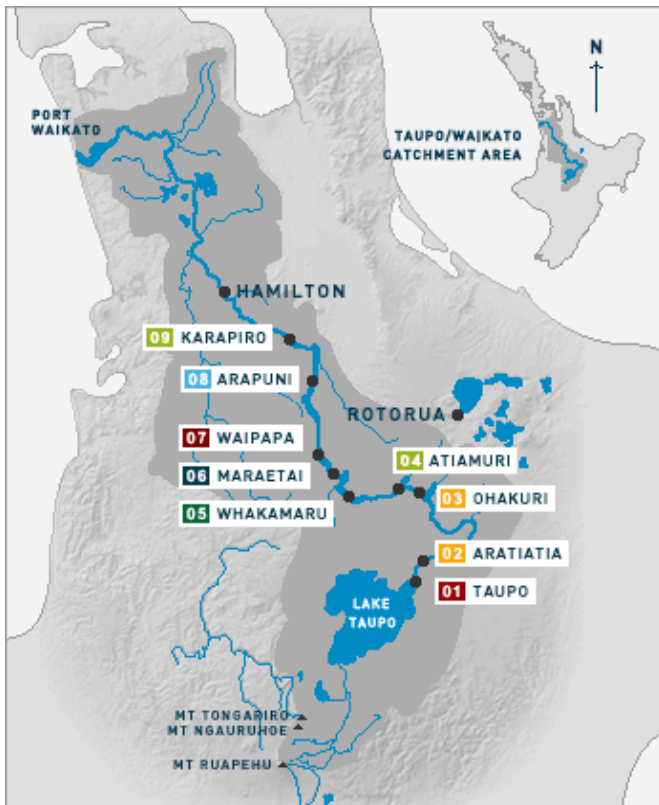 N
PORT
WAIKATO
TAUPO/WAIKATO
CATCHMENT AREA
HAMILTON
09 KARAPIRO
08 ARAPUNI
ROTORUA
07 WAIPAPA
04 ATIAMURI
06 MARAETAI
03 OHAKURI
05 WHAKAMARU
02 ARATIATIA
01 TAUPO
LAKE
TAUPO
MT TONGARIRO
MT NGAURUHOE
MT RUAPEHU